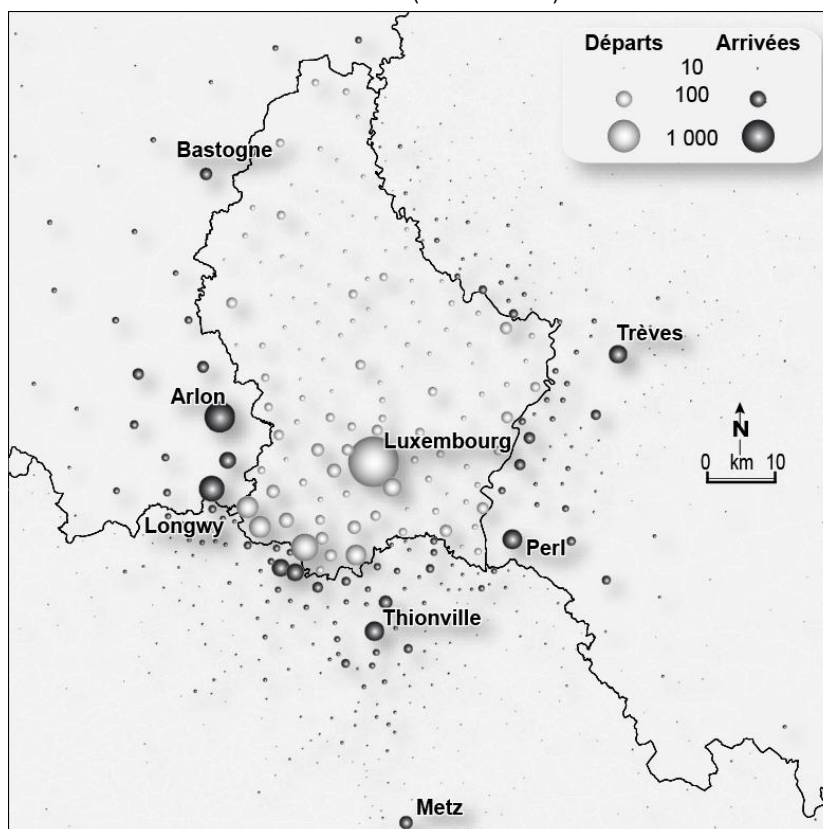 Départs Arrivées
10
100
1 000
Bastogne
Trèves
Arlon
Luxembourg
N
0 km 10
Longwy
Perl
Thionville
Metz